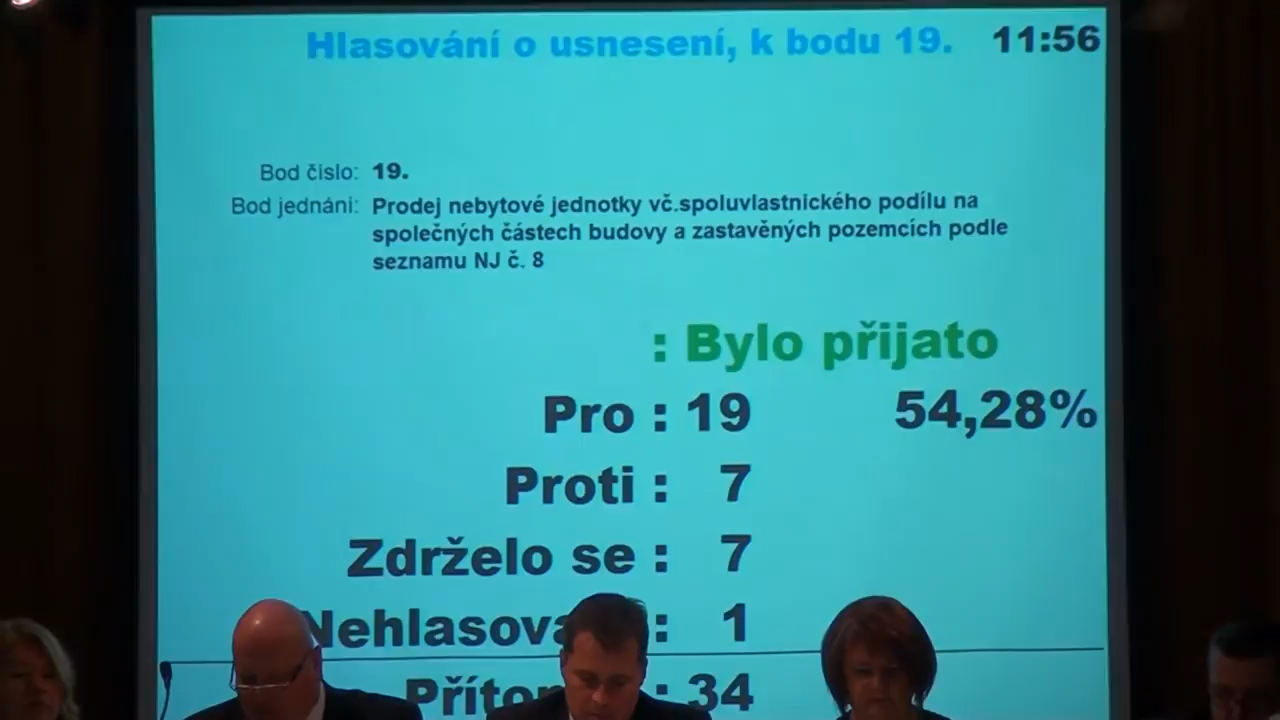 Hlasování o usnesení, k bodu 19. 11:56
Bod číslo: 19.
Bod jednání: Prodej nebytové jednotky vč.spoluvlastnického podílu na
společných částech budovy a zastavěných pozemcích podle
seznamu NJ č. 8
: Bylo přijato
Pro : 19 54,28%
Proti : 7
Zdrželo se : 7
: 1
: 34